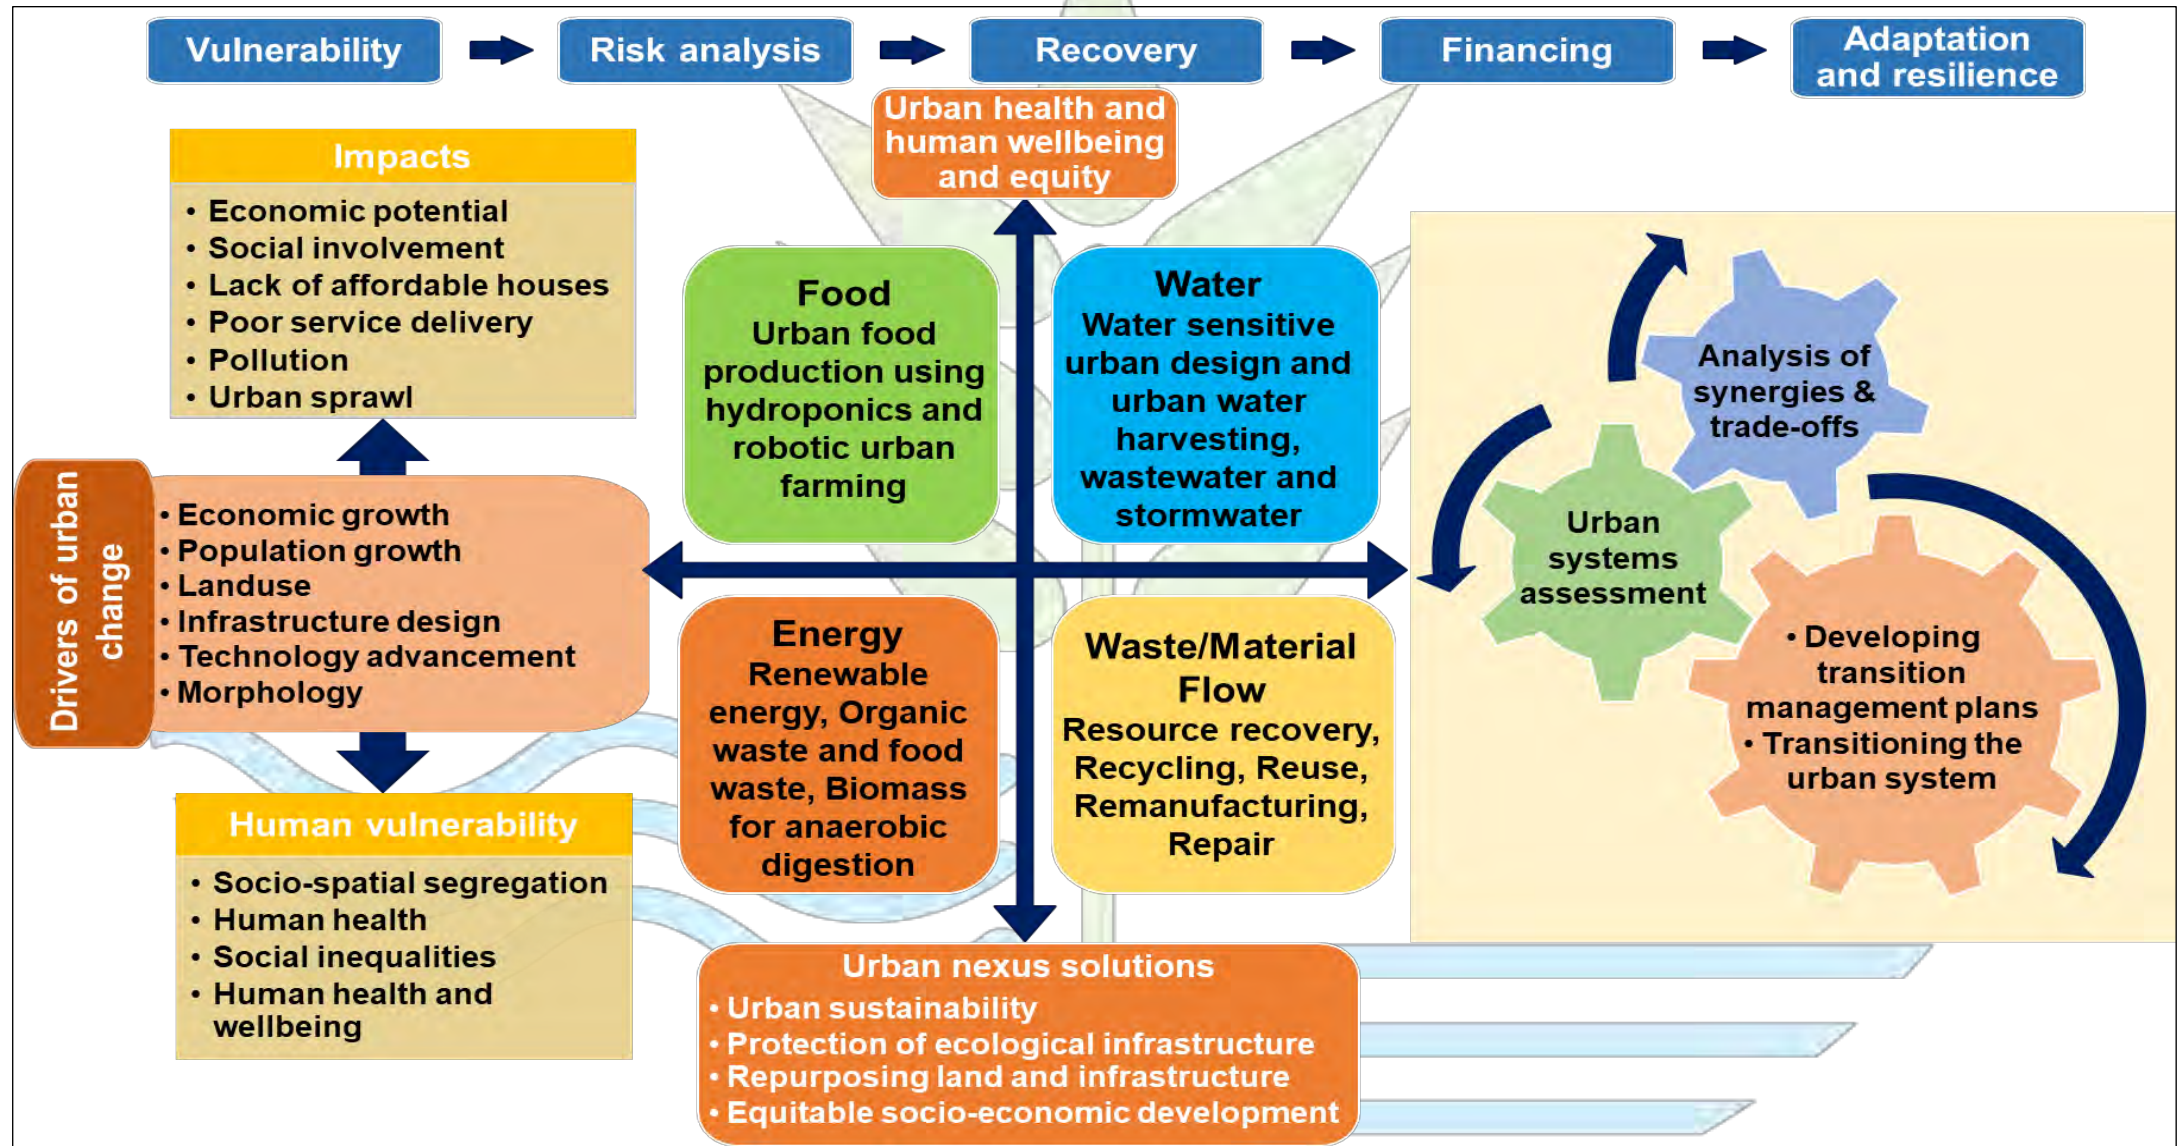 Vulnerability
Risk analysis
Recovery
Financing
Adaptation
and resilience
Urban health and
human wellbeing
and equity
Impacts
• Economic potential
• Social involvement
• Lack of affordable houses
• Poor service delivery
• Pollution
• Urban sprawl
Drivers of urban
change
• Economic growth
• Population growth
• Landuse
• Infrastructure design
• Technology advancement
• Morphology
Human vulnerability
• Socio-spatial segregation
• Human health
• Social inequalities
• Human health and
wellbeing
Food
Urban food
production using
hydroponics and
robotic urban
farming
Water
Water sensitive
urban design and
urban water
harvesting,
wastewater and
stormwater
Energy
Renewable
energy, Organic
waste and food
waste, Biomass
for anaerobic
digestion
Waste/Material
Flow
Resource recovery,
Recycling, Reuse,
Remanufacturing,
Repair
Urban nexus solutions
• Urban sustainability
• Protection of ecological infrastructure
• Repurposing land and infrastructure
• Equitable socio-economic development
Analysis of
synergies &
trade-offs
Urban
systems
assessment
• Developing
transition
management plans
• Transitioning the
urban system